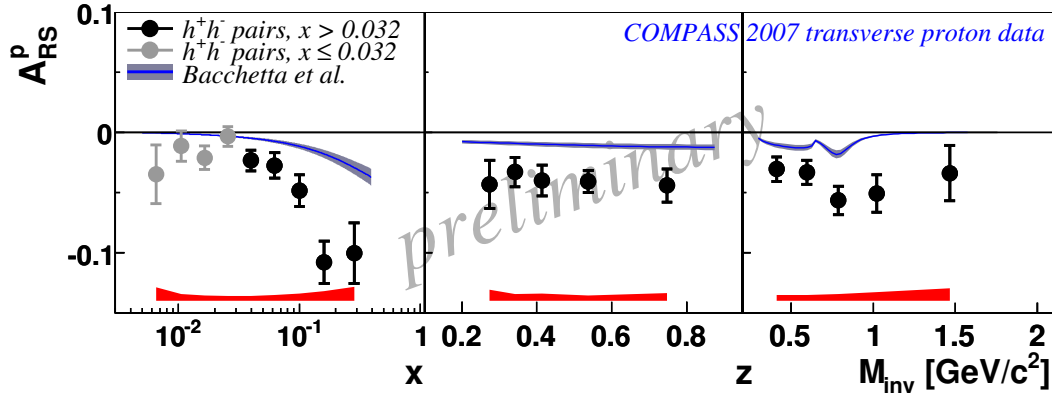 0.1
0
-0.1
A^p_RS
h⁺h⁻ pairs, x > 0.032
h⁺h⁻ pairs, x ≤ 0.032
Bacchetta et al.
COMPASS 2007 transverse proton data
preliminary
10⁻² 10⁻¹ 1 0.2 0.4 0.6 0.8 0.5 1 1.5 2
x z M_inv [GeV/c²]